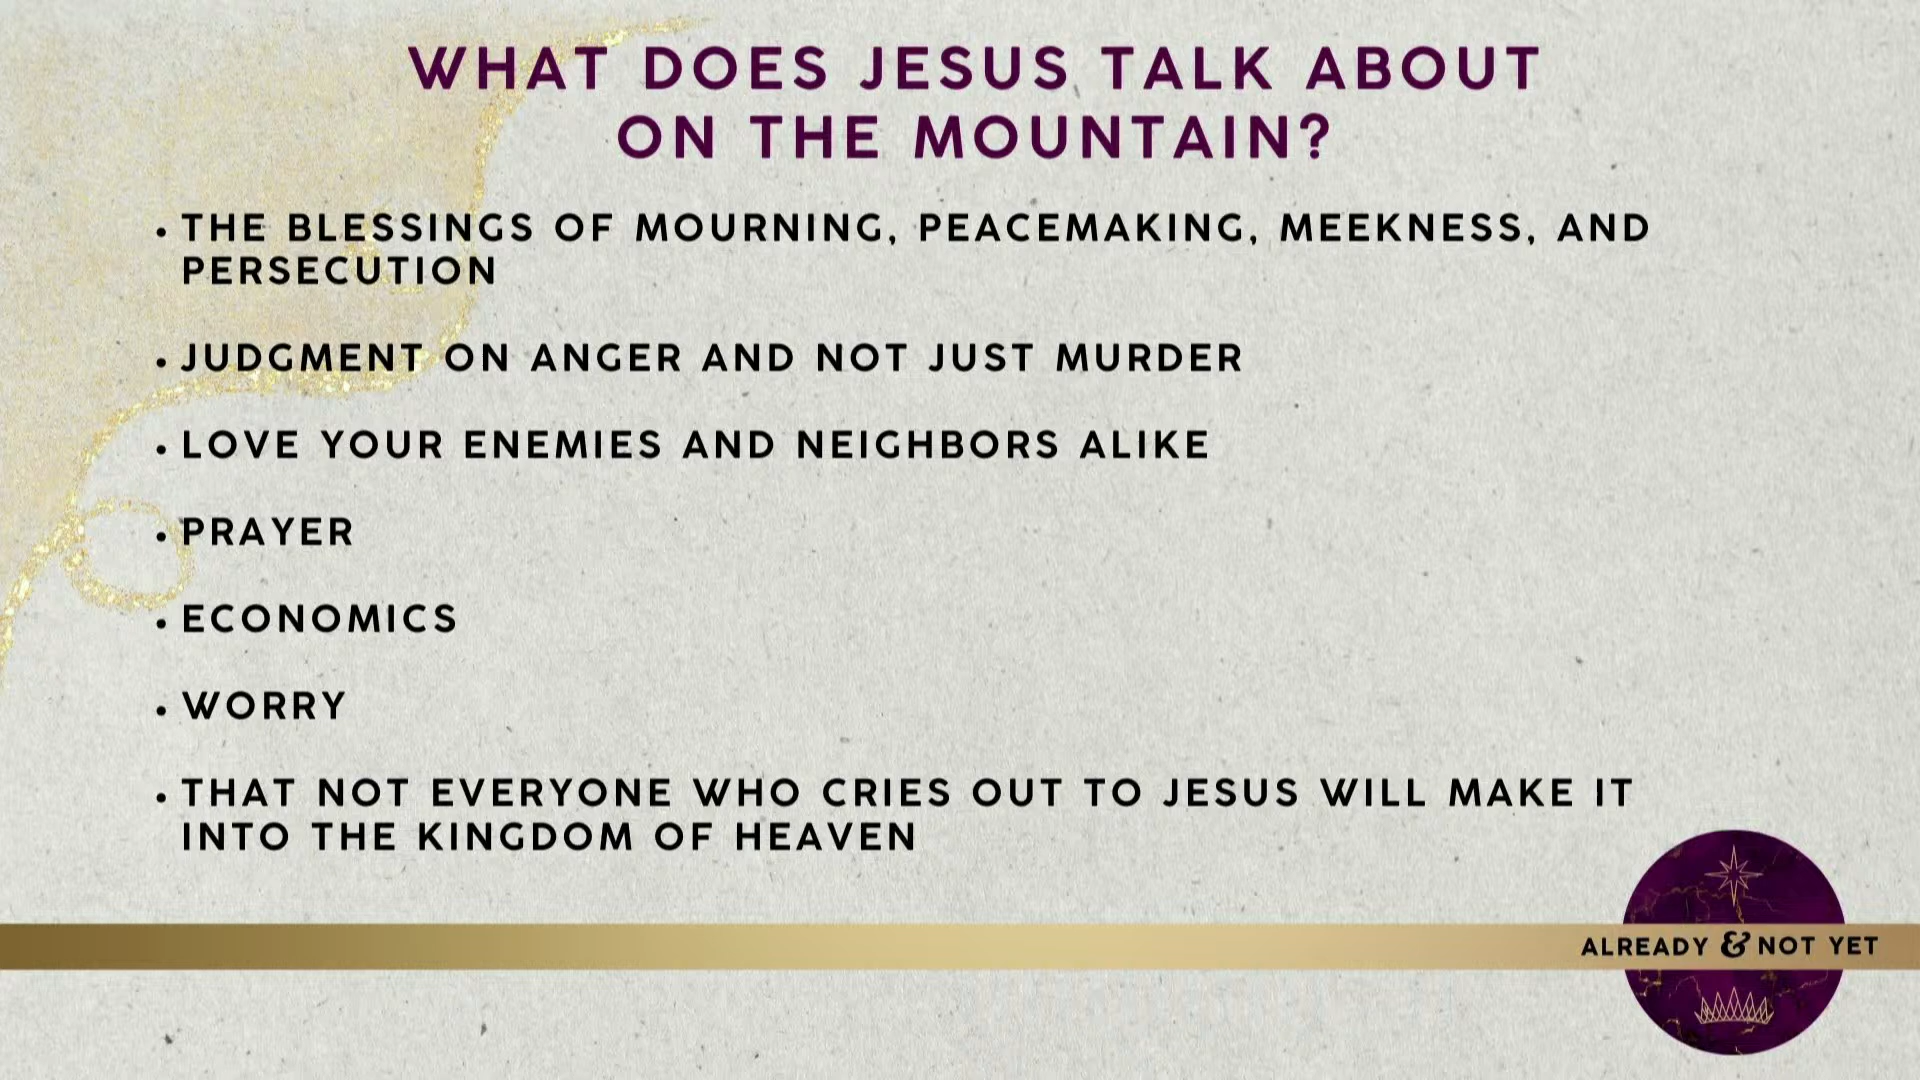 WHAT DOES JESUS TALK ABOUT
ON THE MOUNTAIN?
• THE BLESSINGS OF MOURNING, PEACEMAKING, MEEKNESS, AND
PERSECUTION
• JUDGMENT ON ANGER AND NOT JUST MURDER
• LOVE YOUR ENEMIES AND NEIGHBORS ALIKE
• PRAYER
• ECONOMICS
• WORRY
• THAT NOT EVERYONE WHO CRIES OUT TO JESUS WILL MAKE IT
INTO THE KINGDOM OF HEAVEN
ALREADY & NOT YET